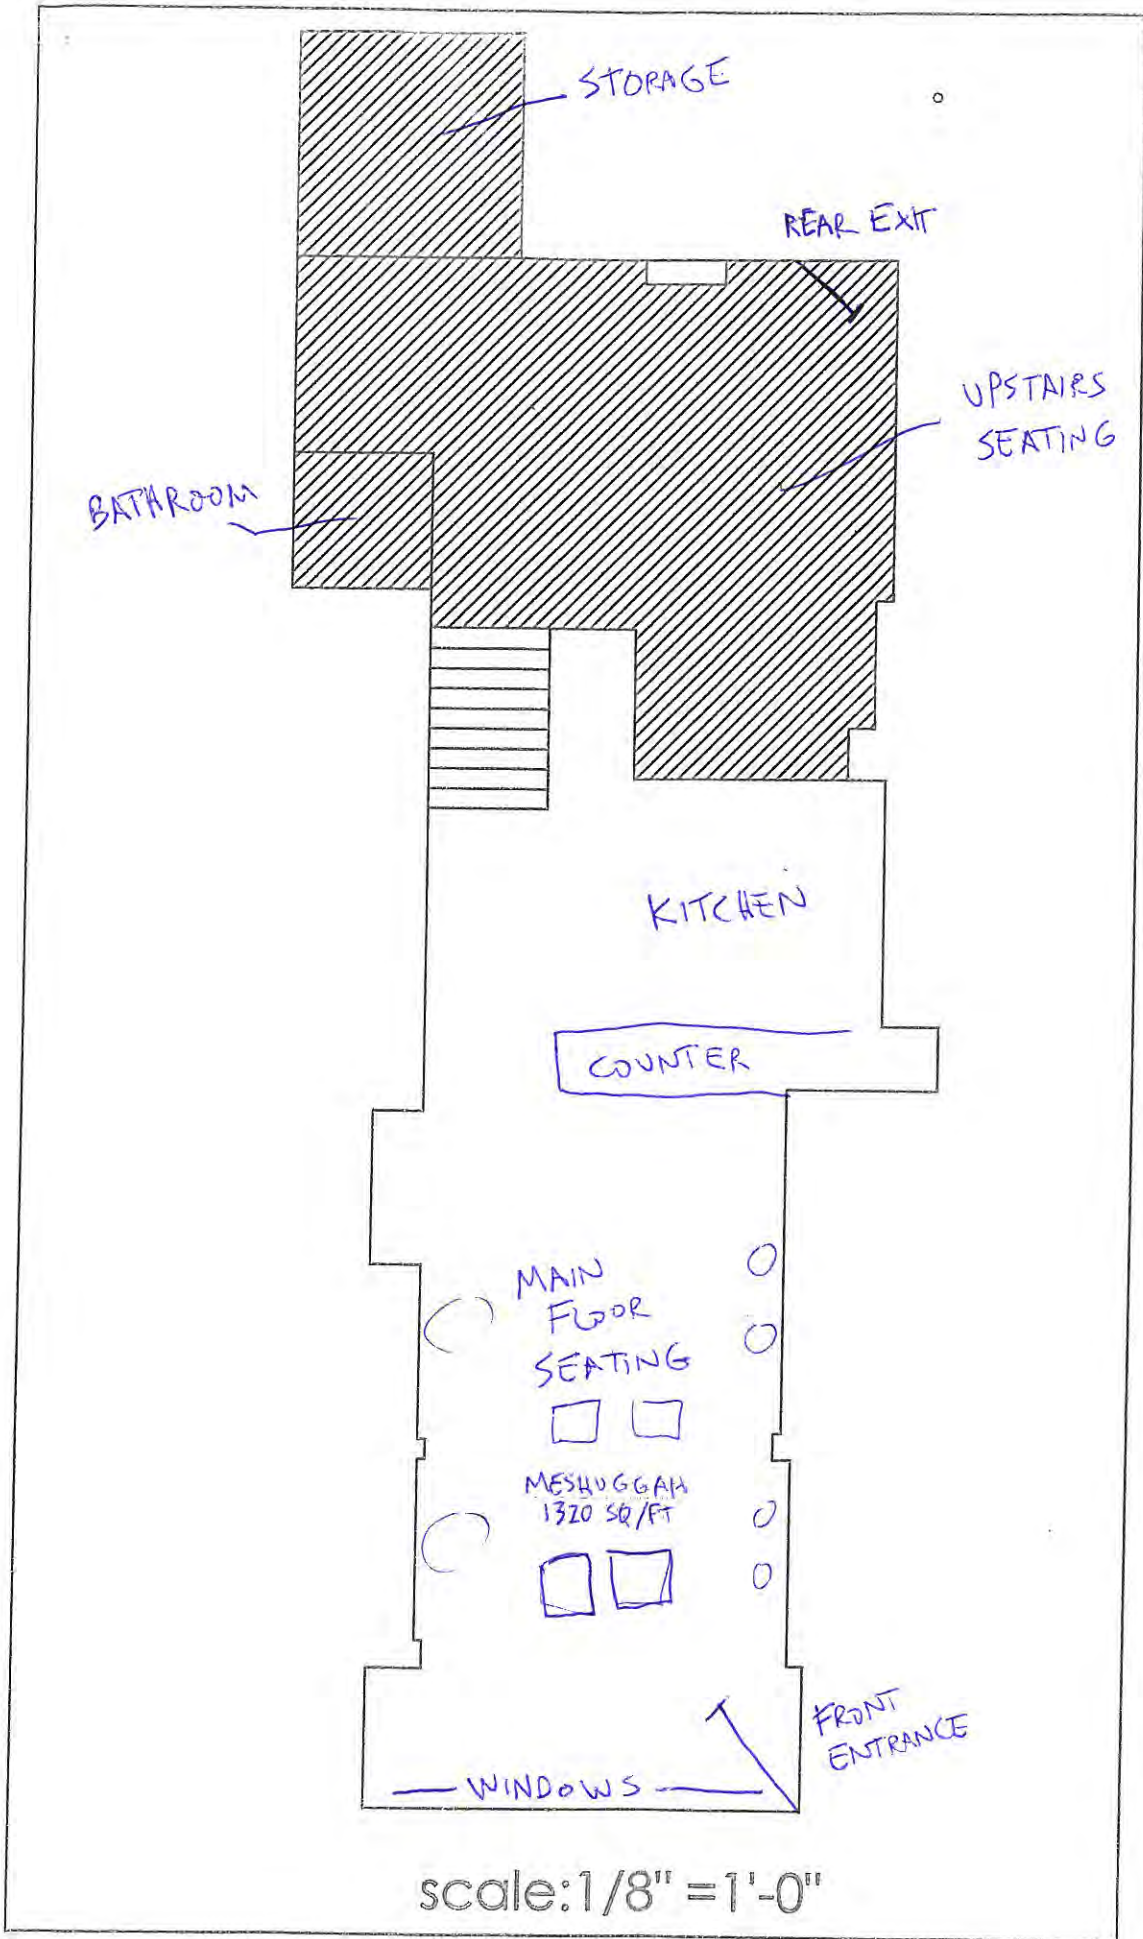 STORAGE
REAR EXIT
UPSTAIRS
SEATING
BATHROOM
KITCHEN
COUNTER
MAIN
FLOOR
SEATING
MESHUGGAH
1320 SQ/FT
FRONT
ENTRANCE
WINDOWS
scale:1/8" =1'-0"